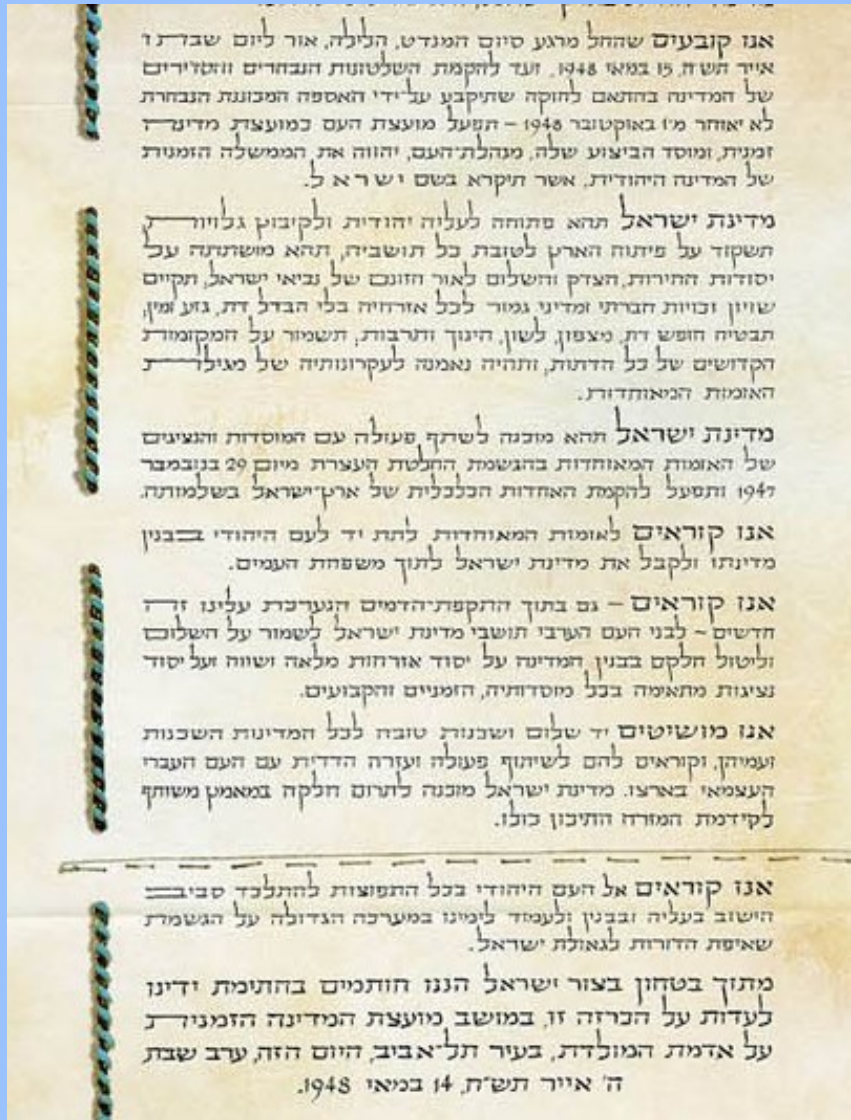 אנו קובעים שהחל מרגע סיום המנדט, הלילה, אור ליום שבת ו
אייר תש״ח, 15 במאי 1948, ועד להקמת השלטונות הנבחרים והסדירים
של המדינה בהתאם לחוקה שתיקבע על־ידי האספה המכוננת הנבחרת
לא יאוחר מ־1 באוקטובר 1948 – תפעל מועצת העם כמועצת מדינה
זמנית, ומוסד הביצוע שלה, מנהלת־העם, יהווה את הממשלה הזמנית
של המדינה היהודית, אשר תיקרא בשם ישראל.
מדינת ישראל תהא פתוחה לעליה יהודית ולקיבוץ גלויות,
תשקוד על פיתוח הארץ לטובת כל תושביה, תהא מושתתה על
יסודות החירות, הצדק והשלום לאור חזונם של נביאי ישראל, תקיים
שויון זכויות חברתי ומדיני גמור לכל אזרחיה בלי הבדל דת, גזע ומין,
תבטיח חופש דת, מצפון, לשון, חינוך ותרבות, תשמור על המקומות
הקדושים של כל הדתות, ותהיה נאמנה לעקרונותיה של מגילת
האומות המאוחדות.
מדינת ישראל תהא מוכנה לשתף פעולה עם המוסדות והנציגים
של האומות המאוחדות בהגשמת החלטת העצרת מיום 29 בנובמבר
1947 ותפעל להקמת האחדות הכלכלית של ארץ־ישראל בשלמותה.
אנו קוראים לאומות המאוחדות לתת יד לעם היהודי בבנין
מדינתו ולקבל את מדינת ישראל לתוך משפחת העמים.
אנו קוראים – גם בתוך התקפת־הדמים הנערכת עלינו זה
חדשים – לבני העם הערבי תושבי מדינת ישראל לשמור על השלום
וליטול חלקם בבנין המדינה על יסוד אזרחות מלאה ושווה ועל יסוד
נציגות מתאימה בכל מוסדותיה, הזמניים והקבועים.
אנו מושיטים יד שלום ושכנות טובה לכל המדינות השכנות
ועמיהן, וקוראים להם לשיתוף פעולה ועזרה הדדית עם העם העברי
העצמאי בארצו. מדינת ישראל מוכנה לתרום חלקה במאמץ משותף
לקידמת המזרח התיכון כולו.
אנו קוראים אל העם היהודי בכל התפוצות להתלכד סביב
הישוב בעליה ובבנין ולעמוד לימינו במערכה הגדולה על הגשמת
שאיפת הדורות לגאולת ישראל.
מתוך בטחון בצור ישראל הננו חותמים בחתימת ידינו
לעדות על הכרזה זו, במושב מועצת המדינה הזמנית
על אדמת המולדת, בעיר תל־אביב, היום הזה, ערב שבת,
ה' אייר תש״ח, 14 במאי 1948.